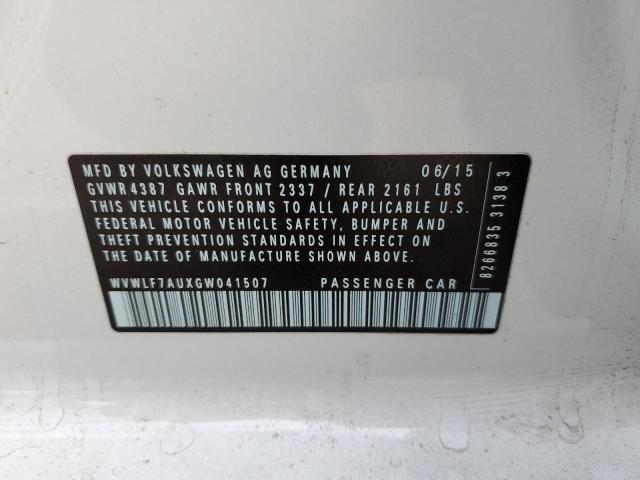 MFD BY VOLKSWAGEN AG GERMANY 06/15
GVWR 4387 GAWR FRONT 2337 / REAR 2161 LBS
THIS VEHICLE CONFORMS TO ALL APPLICABLE U.S.
FEDERAL MOTOR VEHICLE SAFETY, BUMPER AND
THEFT PREVENTION STANDARDS IN EFFECT ON
THE DATE OF MANUFACTURE SHOWN ABOVE
WVWLF7AUXGW041507 PASSENGER CAR
8266835 3138 3